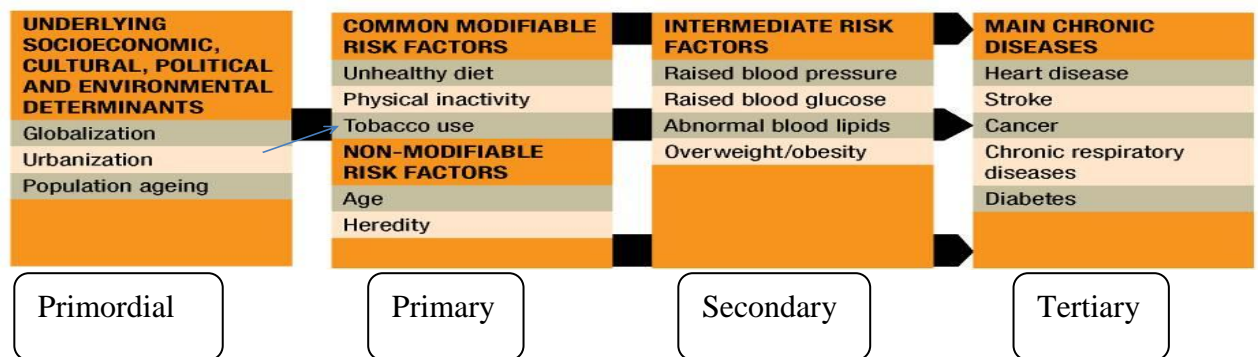 UNDERLYING
SOCIOECONOMIC,
CULTURAL, POLITICAL
AND ENVIRONMENTAL
DETERMINANTS
Globalization
Urbanization
Population ageing
COMMON MODIFIABLE
RISK FACTORS
Unhealthy diet
Physical inactivity
Tobacco use
NON-MODIFIABLE
RISK FACTORS
Age
Heredity
INTERMEDIATE RISK
FACTORS
Raised blood pressure
Raised blood glucose
Abnormal blood lipids
Overweight/obesity
MAIN CHRONIC
DISEASES
Heart disease
Stroke
Cancer
Chronic respiratory
diseases
Diabetes
Primordial
Primary
Secondary
Tertiary